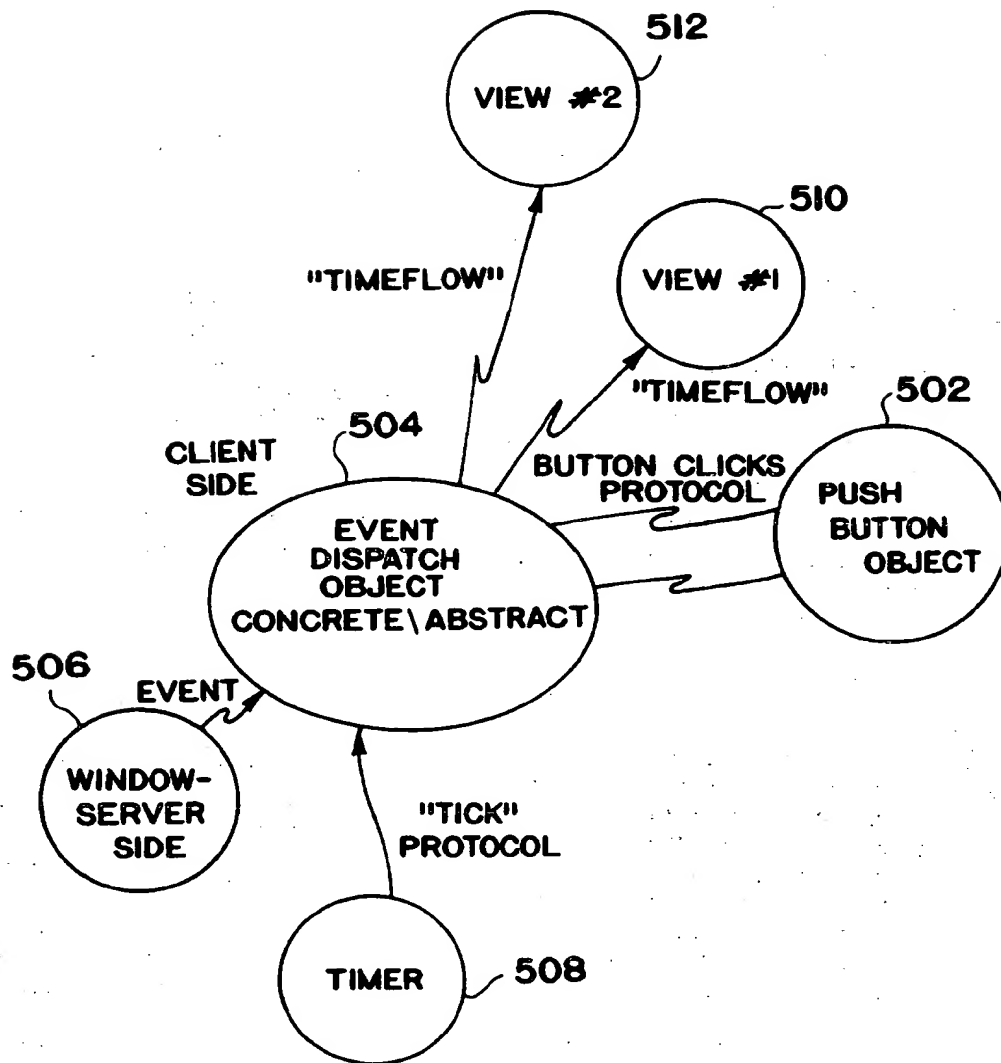 512
VIEW #2
510
"TIMEFLOW"
VIEW #1
"TIMEFLOW"
502
504
CLIENT
SIDE
BUTTON CLICKS
PROTOCOL
PUSH
BUTTON
OBJECT
EVENT
DISPATCH
OBJECT
CONCRETE\ABSTRACT
506
EVENT
WINDOW-
SERVER
SIDE
"TICK"
PROTOCOL
TIMER
508